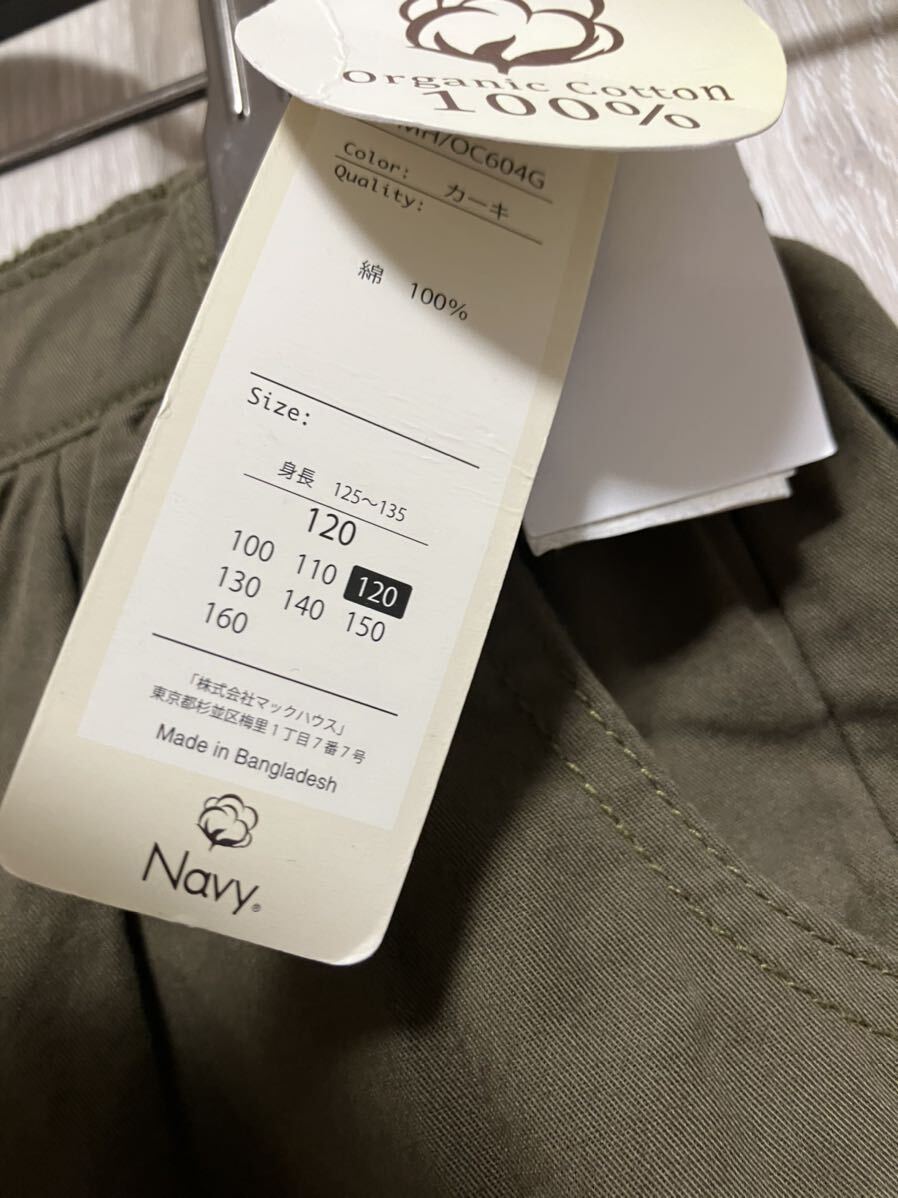 Organic Cotton
100%
MH/OC604G
Color: カーキ
Quality:
綿 100%
Size:
身長 125～135
120
100 110 120
130 140 150
160
「株式会社マックハウス」
東京都杉並区梅里1丁目7番7号
Made in Bangladesh
Navy®